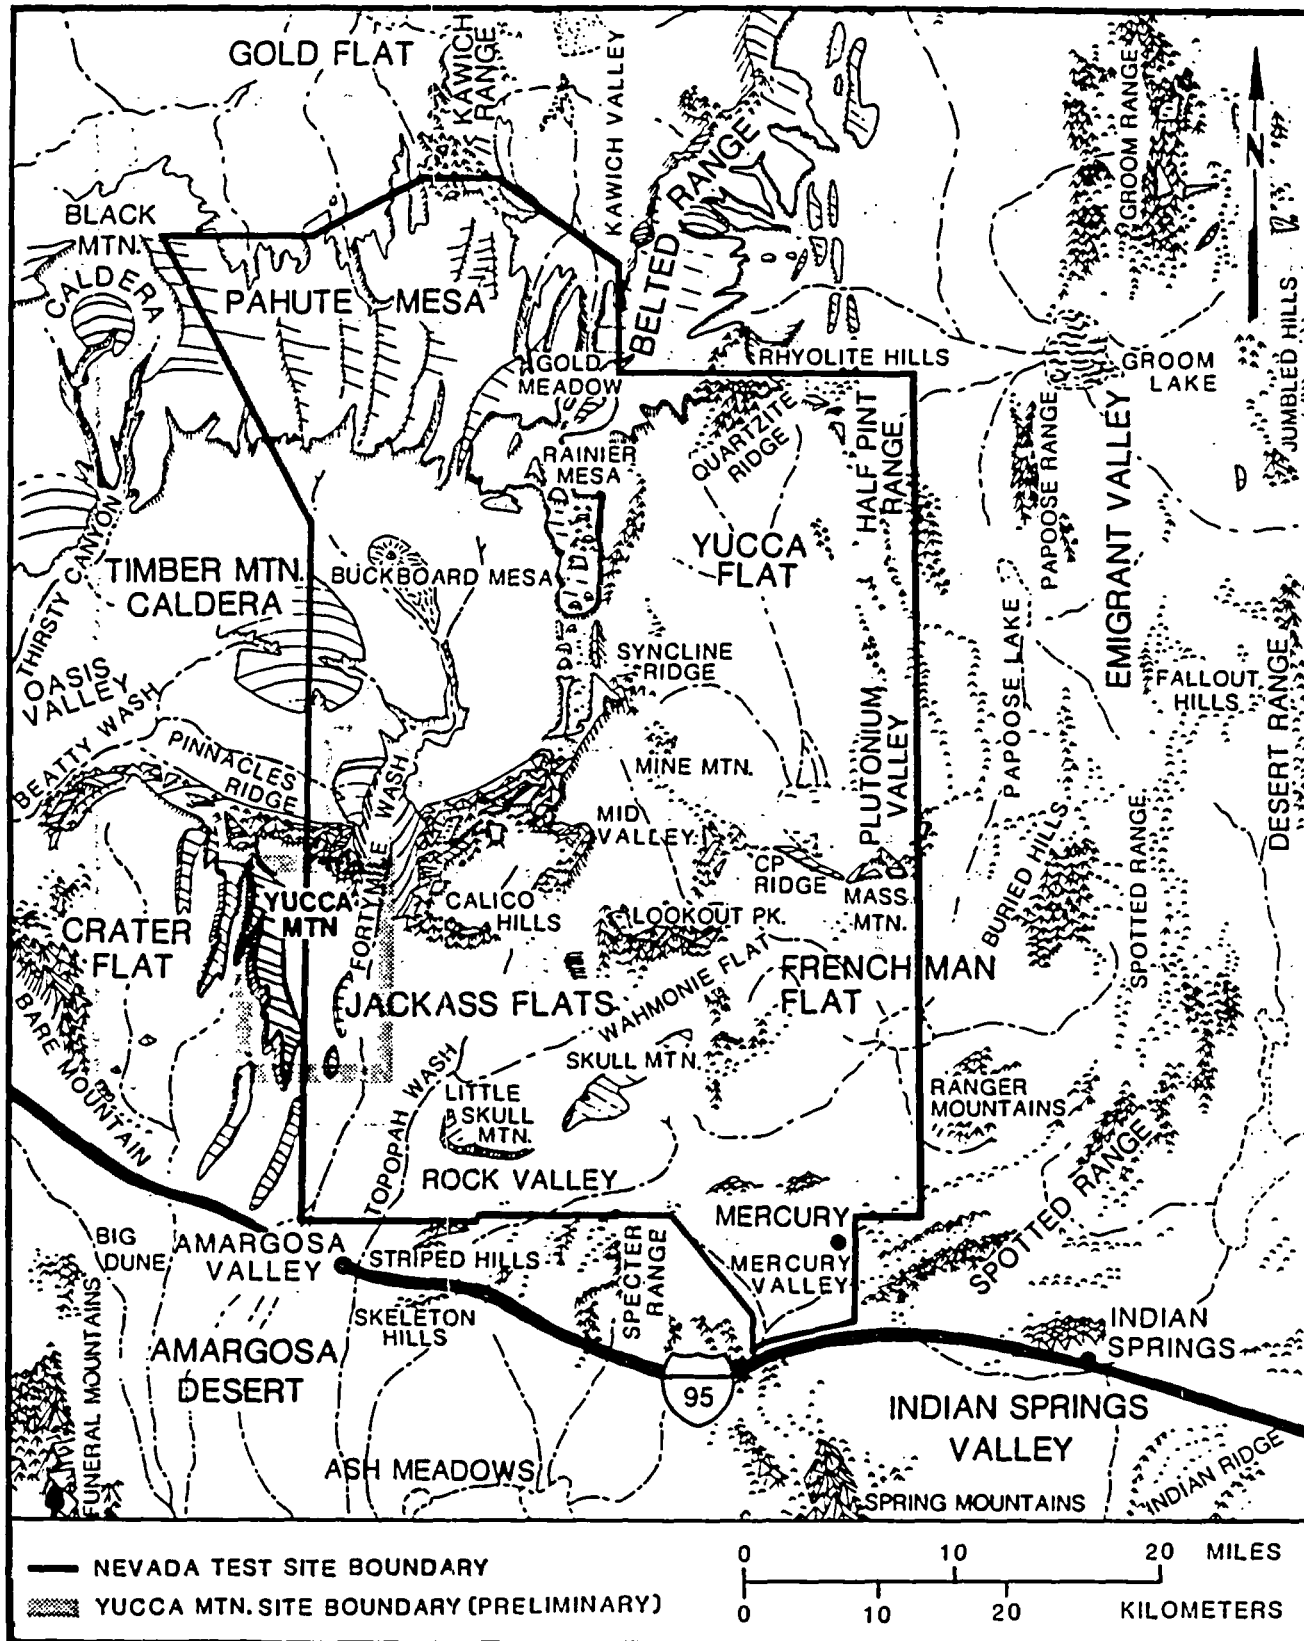 GOLD FLAT
KAWICH
RANGE
KAWICH VALLEY
BELTED RANGE
GROOM RANGE
N
BLACK
MTN.
CALDERA
PAHUTE MESA
GOLD
MEADOW
RHYOLITE HILLS
GROOM
LAKE
JUMBLED HILLS
QUARTZITE
RIDGE
HALF PINT
RANGE
PAPOOSE RANGE
EMIGRANT VALLEY
RAINIER
MESA
THIRSTY CANYON
TIMBER MTN.
CALDERA
BUCKBOARD MESA
YUCCA
FLAT
PAPOOSE LAKE
OASIS
VALLEY
BEATTY WASH
SYNCLINE
RIDGE
PLUTONIUM
VALLEY
FALLOUT
HILLS
DESERT RANGE
PINNACLES
RIDGE
MINE MTN.
MID
VALLEY
CP
RIDGE
MASS.
MTN.
BURIED HILLS
SPOTTED RANGE
FORTYMILE WASH
YUCCA
MTN
CALICO
HILLS
LOOKOUT PK.
CRATER
FLAT
BARE MOUNTAIN
JACKASS FLATS
WAHMONIE FLAT
FRENCHMAN
FLAT
SKULL MTN.
TOPOPAH WASH
LITTLE
SKULL
MTN.
RANGER
MOUNTAINS
ROCK VALLEY
SPOTTED RANGE
MERCURY
MERCURY
VALLEY
BIG
DUNE
AMARGOSA
VALLEY
STRIPED HILLS
SPECTER
RANGE
SKELETON
HILLS
INDIAN
SPRINGS
FUNERAL MOUNTAINS
AMARGOSA
DESERT
95
INDIAN SPRINGS
VALLEY
ASH MEADOWS
SPRING MOUNTAINS
INDIAN RIDGE
NEVADA TEST SITE BOUNDARY
YUCCA MTN. SITE BOUNDARY (PRELIMINARY)
0 10 20 MILES
0 10 20 KILOMETERS